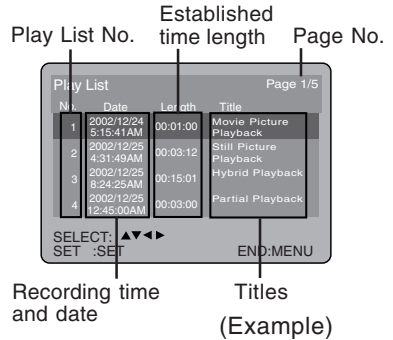 Established
Play List No. time length Page No.
Play List Page 1/5
No. Date Length Title
1 2002/12/24 5:15:41AM 00:01:00 Movie Picture Playback
2 2002/12/25 4:31:49AM 00:03:12 Still Picture Playback
3 2002/12/25 8:24:25AM 00:15:01 Hybrid Playback
4 2002/12/25 12:45:00AM 00:03:00 Partial Playback
SELECT: ▲▼◄►
SET :SET END:MENU
Recording time Titles
and date
(Example)